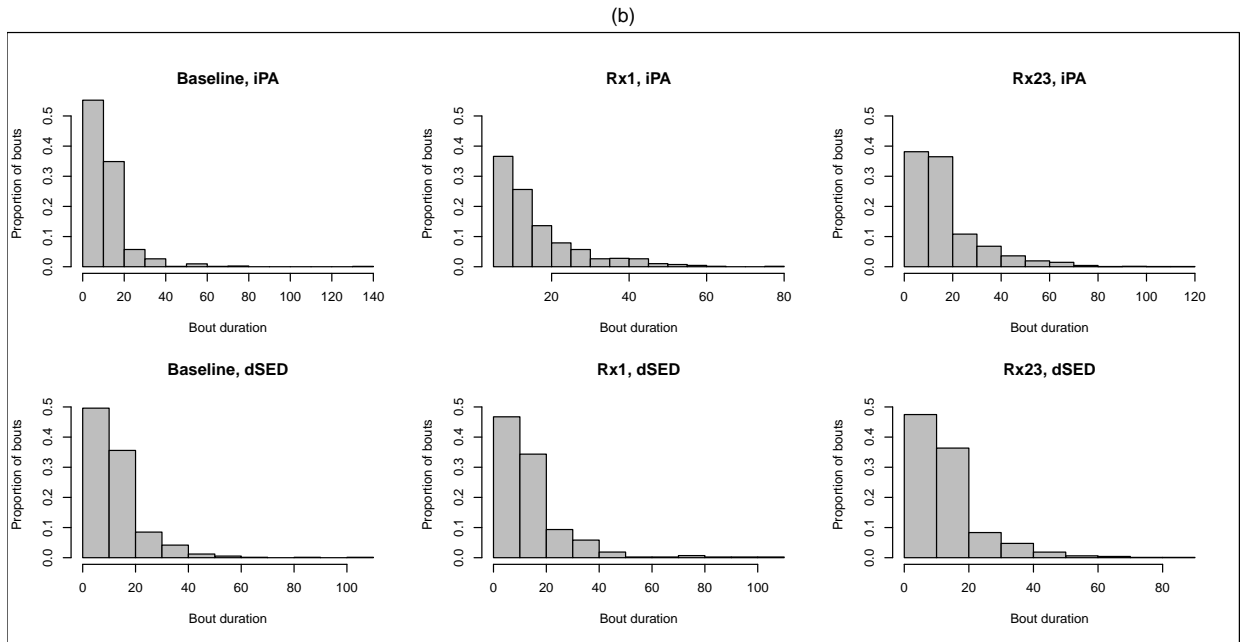 (b)
Baseline, iPA
Proportion of bouts
0.0 0.1 0.2 0.3 0.4 0.5
0 20 40 60 80 100 120 140
Bout duration
Rx1, iPA
Proportion of bouts
0.0 0.1 0.2 0.3 0.4 0.5
20 40 60 80
Bout duration
Rx23, iPA
Proportion of bouts
0.0 0.1 0.2 0.3 0.4 0.5
0 20 40 60 80 100 120
Bout duration
Baseline, dSED
Proportion of bouts
0.0 0.1 0.2 0.3 0.4 0.5
0 20 40 60 80 100
Bout duration
Rx1, dSED
Proportion of bouts
0.0 0.1 0.2 0.3 0.4 0.5
0 20 40 60 80 100
Bout duration
Rx23, dSED
Proportion of bouts
0.0 0.1 0.2 0.3 0.4 0.5
0 20 40 60 80
Bout duration